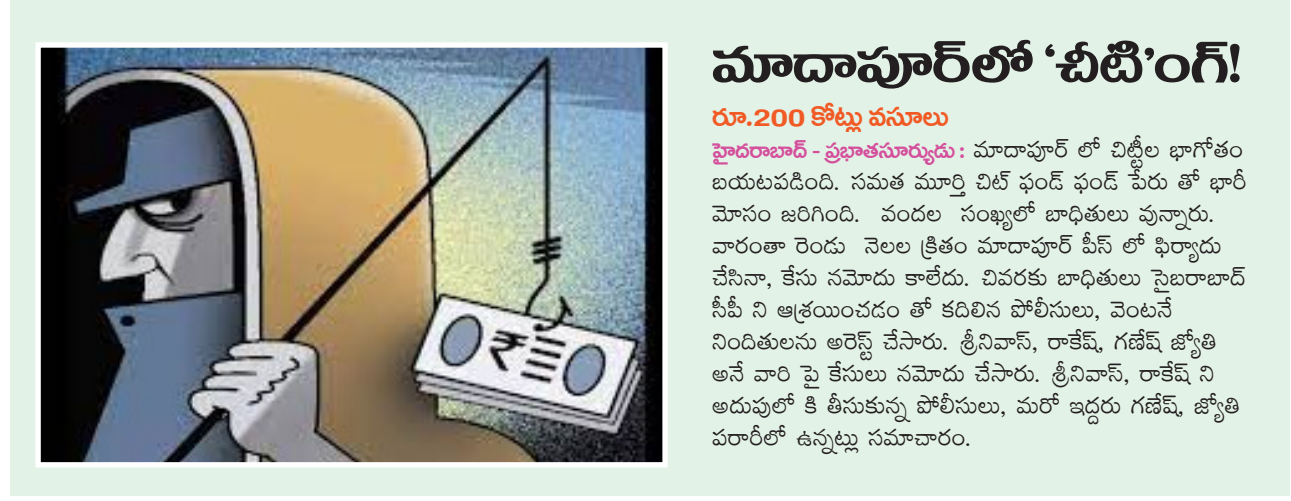 మాదాపూర్‌లో ‘చీటి’ంగ్!
రూ.200 కోట్లు వసూలు
హైదరాబాద్ - ప్రభాతసూర్యుడు : మాదాపూర్ లో చిట్టీల భాగోతం
బయటపడింది. సమత మూర్తి చిట్ ఫండ్ ఫండ్ పేరు తో భారీ
మోసం జరిగింది. వందల సంఖ్యలో బాధితులు వున్నారు.
వారంతా రెండు నెలల క్రితం మాదాపూర్ పీస్ లో ఫిర్యాదు
చేసినా, కేసు నమోదు కాలేదు. చివరకు బాధితులు సైబరాబాద్
సీపీ ని ఆశ్రయించడం తో కదిలిన పోలీసులు, వెంటనే
నిందితులను అరెస్ట్ చేసారు. శ్రీనివాస్, రాకేష్, గణేష్ జ్యోతి
అనే వారి పై కేసులు నమోదు చేసారు. శ్రీనివాస్, రాకేష్ ని
అదుపులో కి తీసుకున్న పోలీసులు, మరో ఇద్దరు గణేష్, జ్యోతి
పరారీలో ఉన్నట్లు సమాచారం.